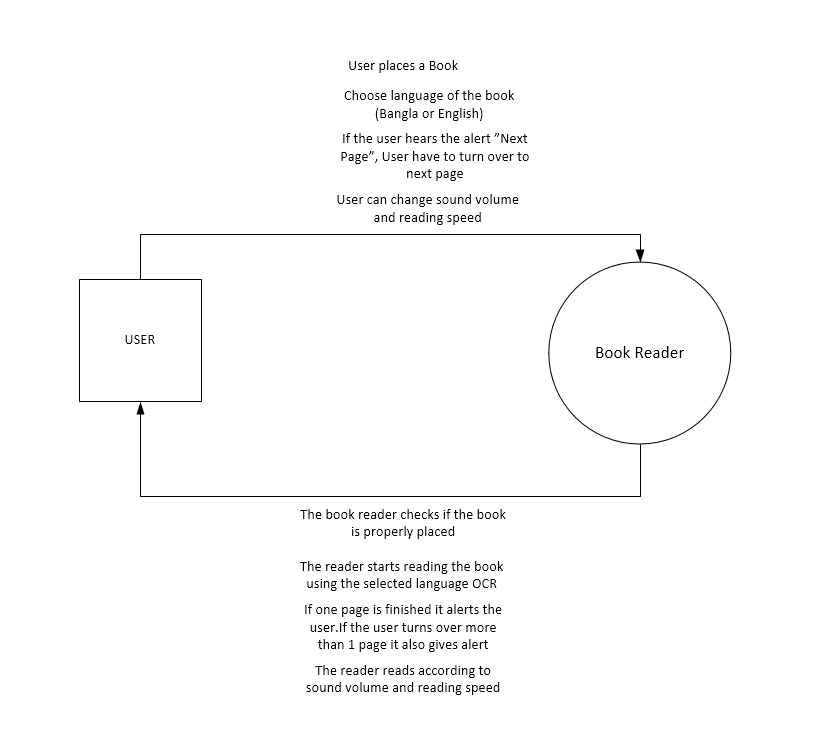 User places a Book
Choose language of the book
(Bangla or English)
If the user hears the alert ”Next
Page”, User have to turn over to
next page
User can change sound volume
and reading speed
USER
Book Reader
The book reader checks if the book
is properly placed
The reader starts reading the book
using the selected language OCR
If one page is finished it alerts the
user.If the user turns over more
than 1 page it also gives alert
The reader reads according to
sound volume and reading speed